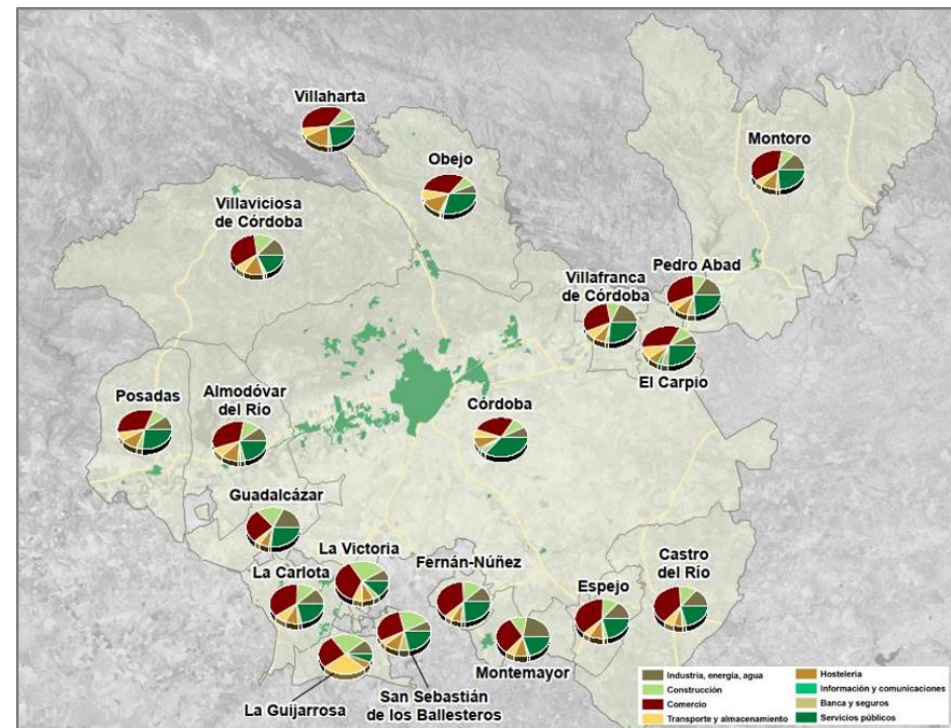 Villaharta
Montoro
Obejo
Villaviciosa
de Córdoba
Pedro Abad
Villafranca
de Córdoba
El Carpio
Posadas
Almodóvar
del Río
Córdoba
Guadalcázar
La Victoria
Fernán-Núñez
Castro
del Río
La Carlota
Espejo
Montemayor
San Sebastián
de los Ballesteros
La Guijarrosa
Industria, energía, agua
Construcción
Comercio
Transporte y almacenamiento
Hostelería
Información y comunicaciones
Banca y seguros
Servicios públicos